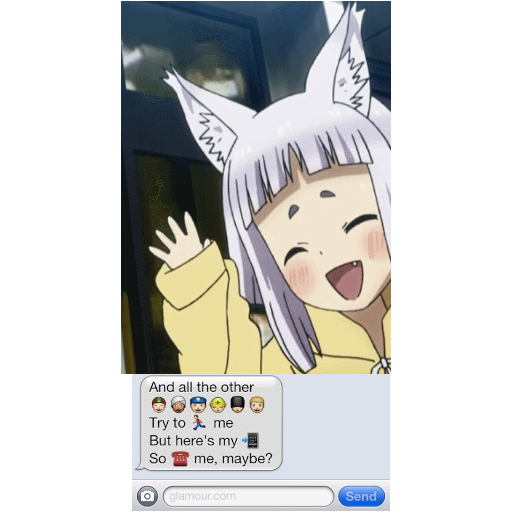 And all the other
💂👳👮👷💂👱
Try to 🏃 me
But here's my 📲
So ☎️ me, maybe?
glamour.com
Send